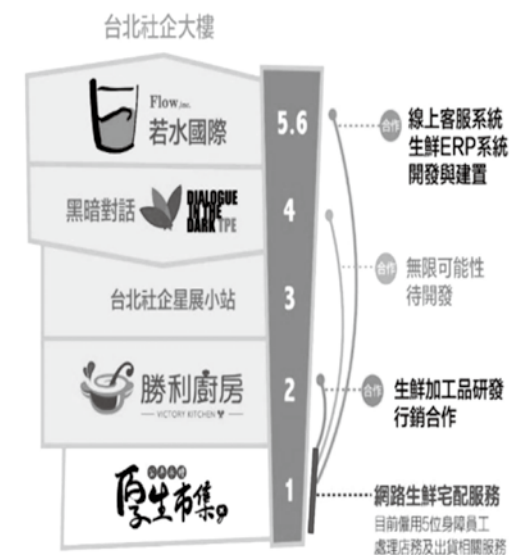 台北社企大樓
Flow Inc.
若水國際
5.6
合作
線上客服系統
生鮮ERP系統
開發與建置
黑暗對話
DIALOGUE
IN THE
DARK TPE
4
合作
無限可能性
待開發
台北社企星展小站
3
勝利廚房
VICTORY KITCHEN
2
合作
生鮮加工品研發
行銷合作
厚生市集
1
網路生鮮宅配服務
目前僱用5位身障員工
處理店務及出貨相關服務